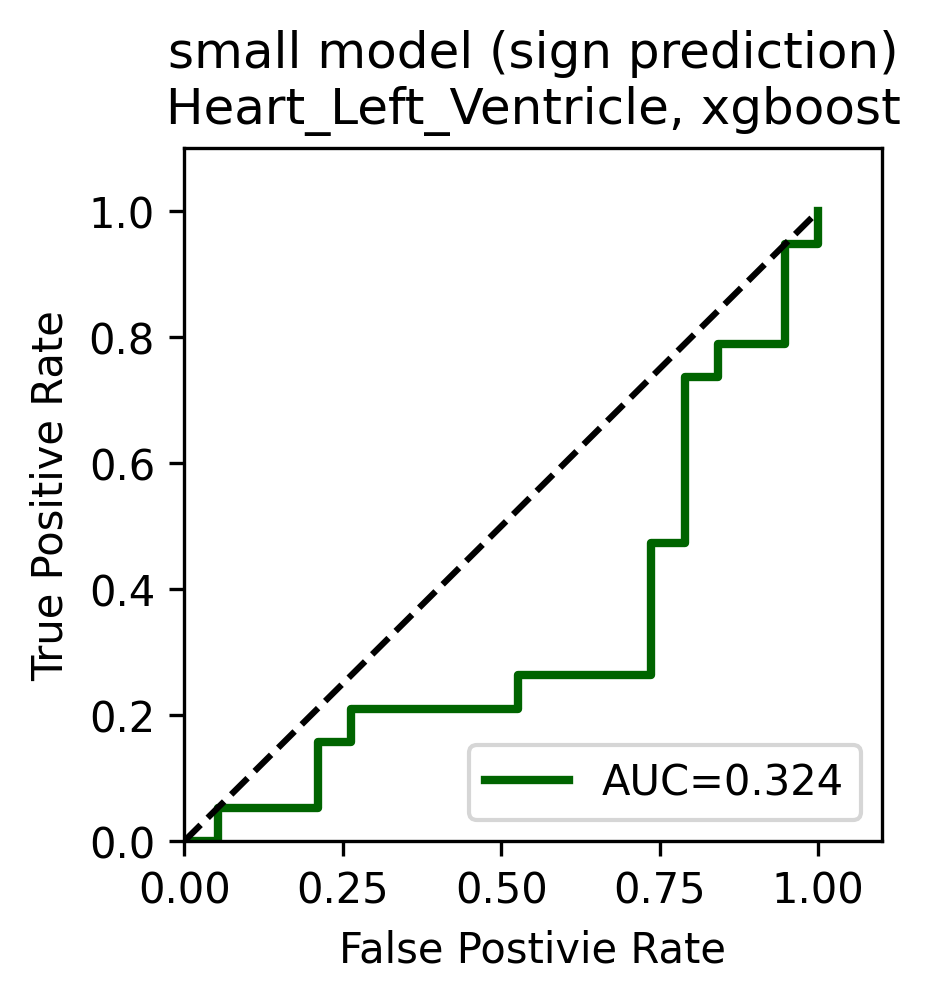 small model (sign prediction)
Heart_Left_Ventricle, xgboost
True Positive Rate
1.0
0.8
0.6
0.4
0.2
0.0
AUC=0.324
0.00 0.25 0.50 0.75 1.00
False Postivie Rate